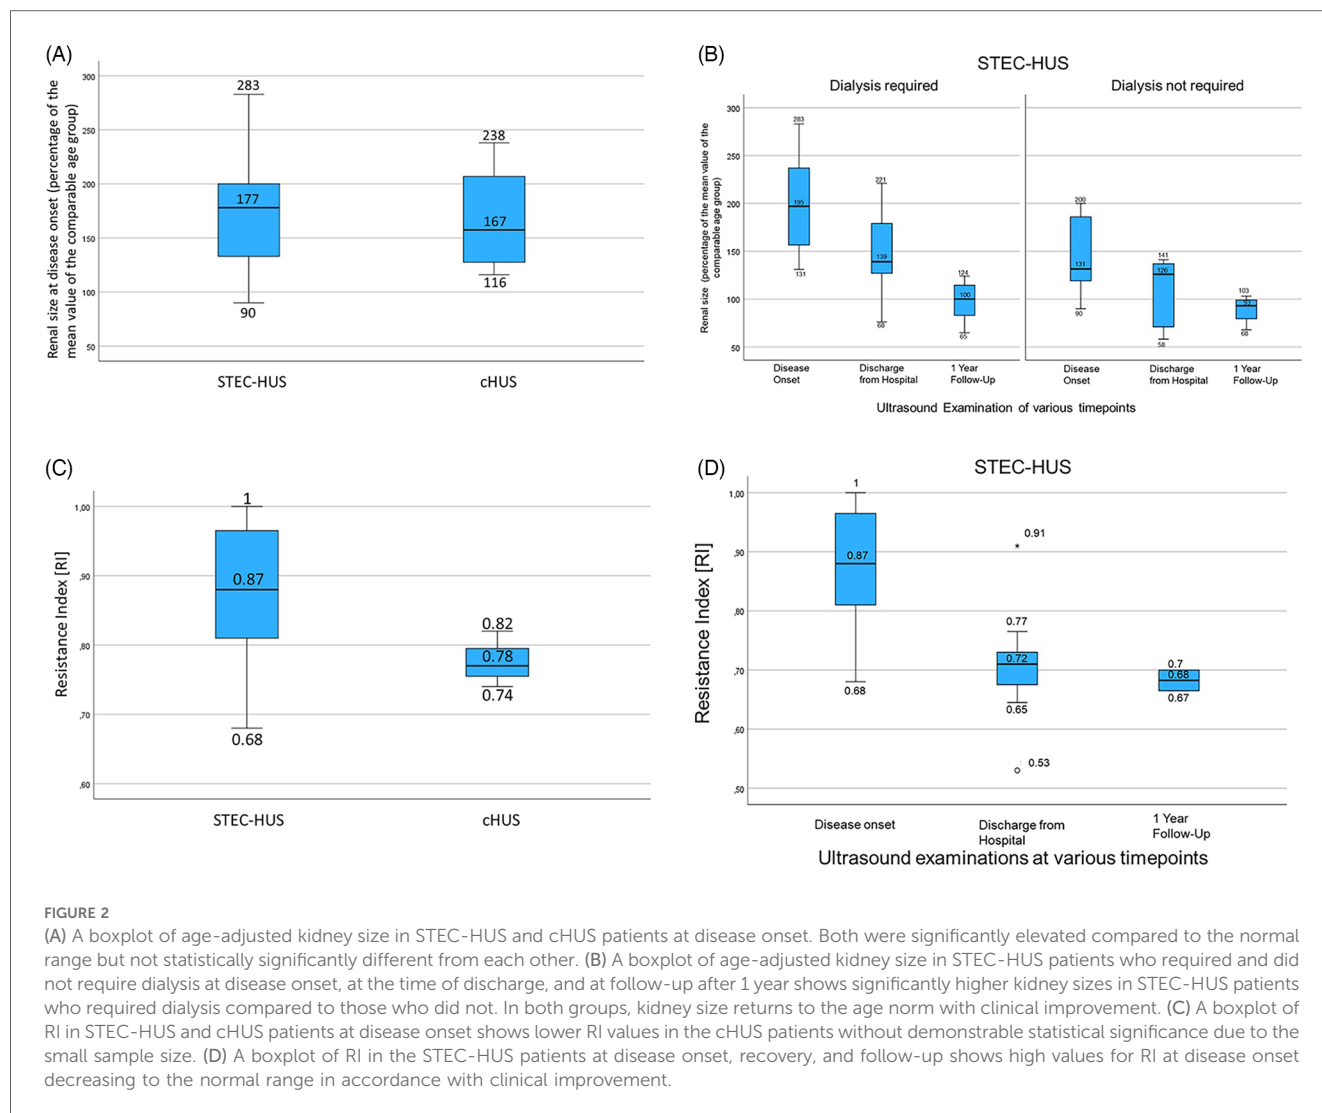 (A)
Renal size at disease onset (percentage of the
mean value of the comparable age group)
300
250
200
150
100
50
283
177
90
238
167
116
STEC-HUS
cHUS
(B)
STEC-HUS
Dialysis required
Dialysis not required
Renal size (percentage of the mean value of the
comparable age group)
300
250
200
150
100
50
283
195
131
221
139
68
124
100
65
200
131
90
141
126
58
103
68
Disease
Onset
Discharge
from Hospital
1 Year
Follow-Up
Disease
Onset
Discharge
from Hospital
1 Year
Follow-Up
Ultrasound Examination of various timepoints
(C)
Resistance Index [RI]
1,00
,90
,80
,70
,60
1
0.87
0.68
0.82
0.78
0.74
STEC-HUS
cHUS
(D)
STEC-HUS
Resistance Index [RI]
1,00
,90
,80
,70
,60
,50
1
0.87
0.68
0.91
*
0.77
0.72
0.65
0.53
0.7
0.68
0.67
Disease onset
Discharge from
Hospital
1 Year
Follow-Up
Ultrasound examinations at various timepoints
FIGURE 2
(A) A boxplot of age-adjusted kidney size in STEC-HUS and cHUS patients at disease onset. Both were significantly elevated compared to the normal
range but not statistically significantly different from each other. (B) A boxplot of age-adjusted kidney size in STEC-HUS patients who required and did
not require dialysis at disease onset, at the time of discharge, and at follow-up after 1 year shows significantly higher kidney sizes in STEC-HUS patients
who required dialysis compared to those who did not. In both groups, kidney size returns to the age norm with clinical improvement. (C) A boxplot of
RI in STEC-HUS and cHUS patients at disease onset shows lower RI values in the cHUS patients without demonstrable statistical significance due to the
small sample size. (D) A boxplot of RI in the STEC-HUS patients at disease onset, recovery, and follow-up shows high values for RI at disease onset
decreasing to the normal range in accordance with clinical improvement.